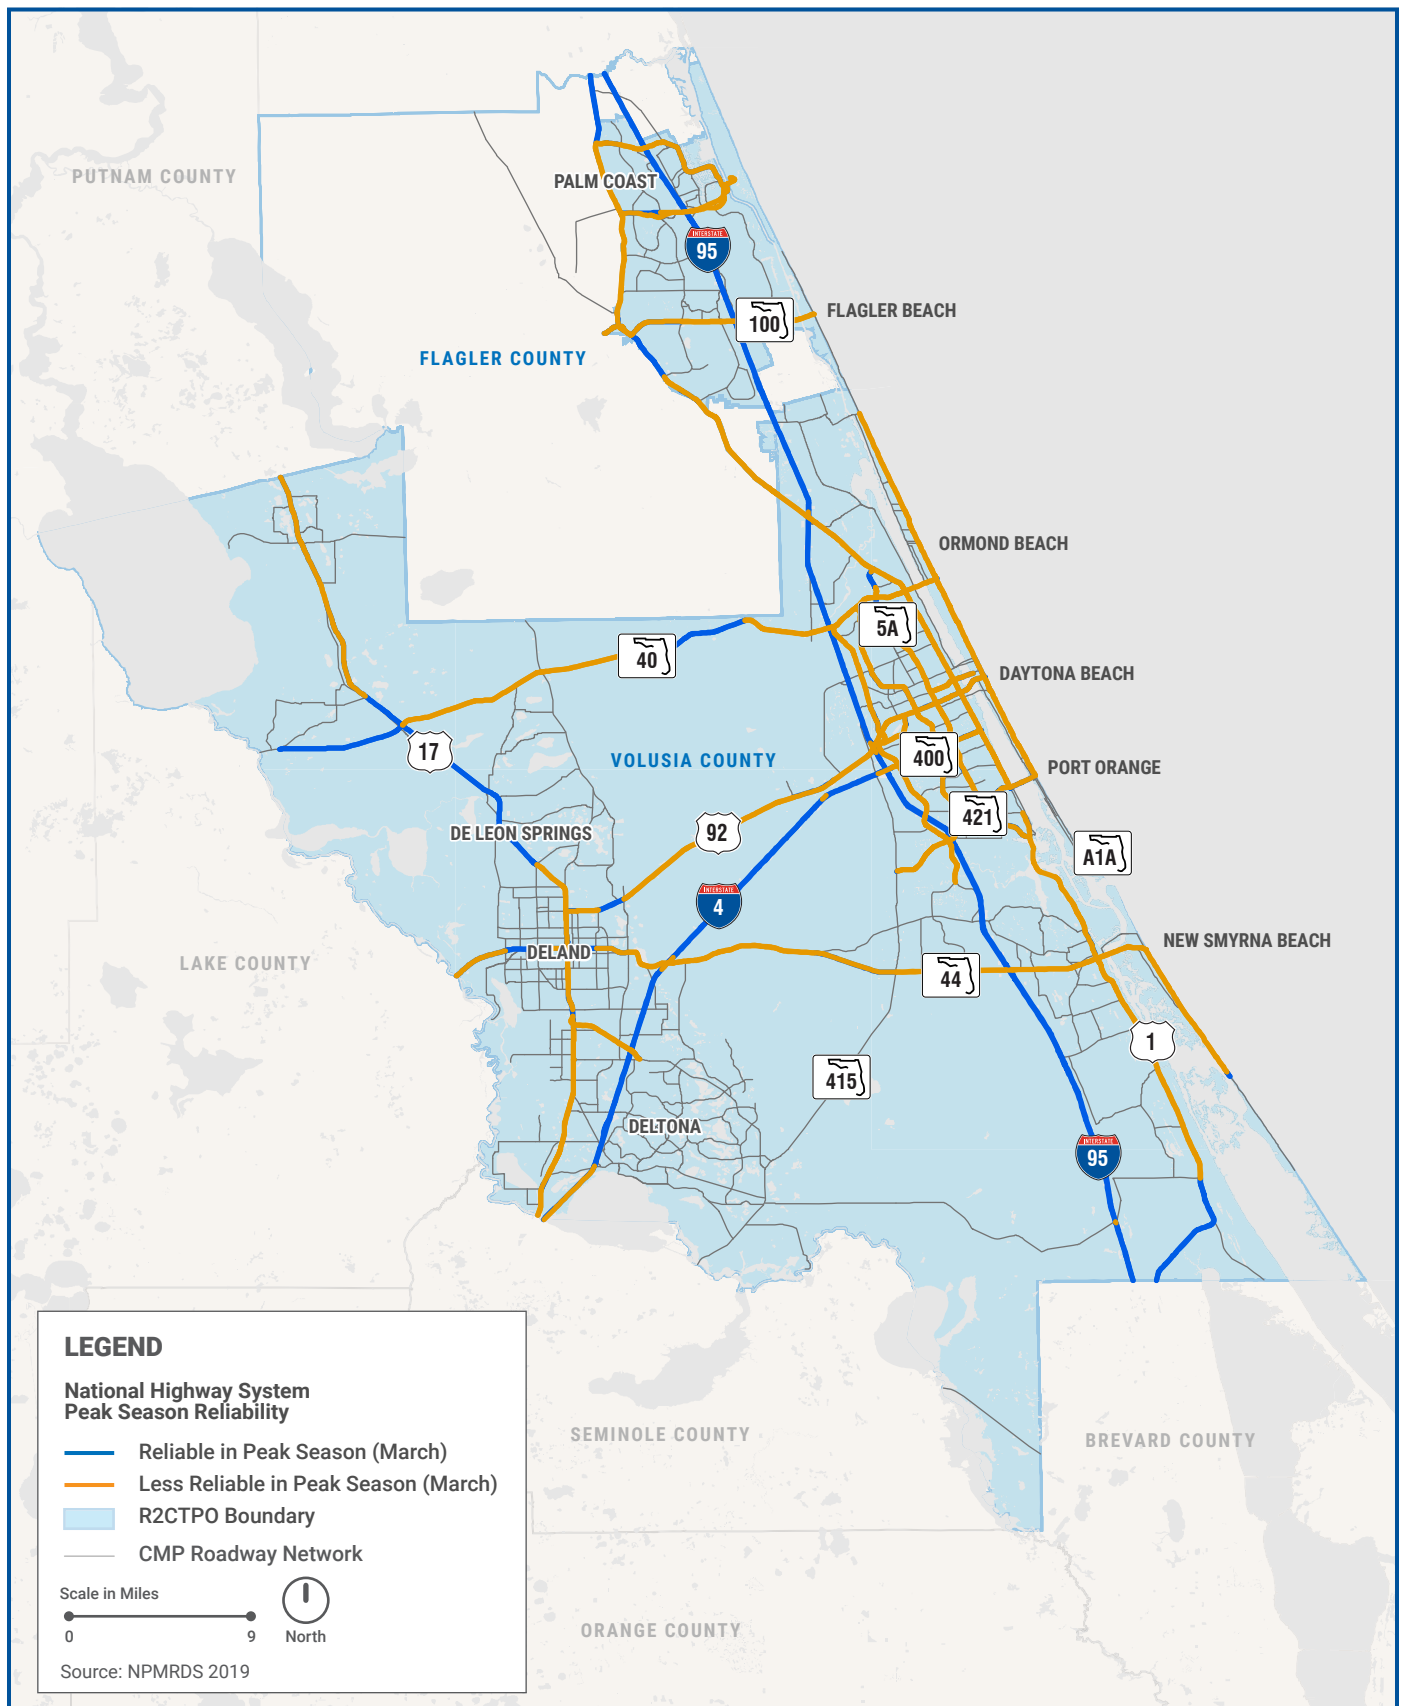 PUTNAM COUNTY
PALM COAST
INTERSTATE
95
100
FLAGLER BEACH
FLAGLER COUNTY
ORMOND BEACH
5A
40
DAYTONA BEACH
17
VOLUSIA COUNTY
400
PORT ORANGE
DE LEON SPRINGS
92
421
A1A
INTERSTATE
4
NEW SMYRNA BEACH
DELAND
LAKE COUNTY
44
1
415
DELTONA
INTERSTATE
95
LEGEND
National Highway System
Peak Season Reliability
Reliable in Peak Season (March)
Less Reliable in Peak Season (March)
R2CTPO Boundary
CMP Roadway Network
Scale in Miles
0 9
North
Source: NPMRDS 2019
SEMINOLE COUNTY
BREVARD COUNTY
ORANGE COUNTY